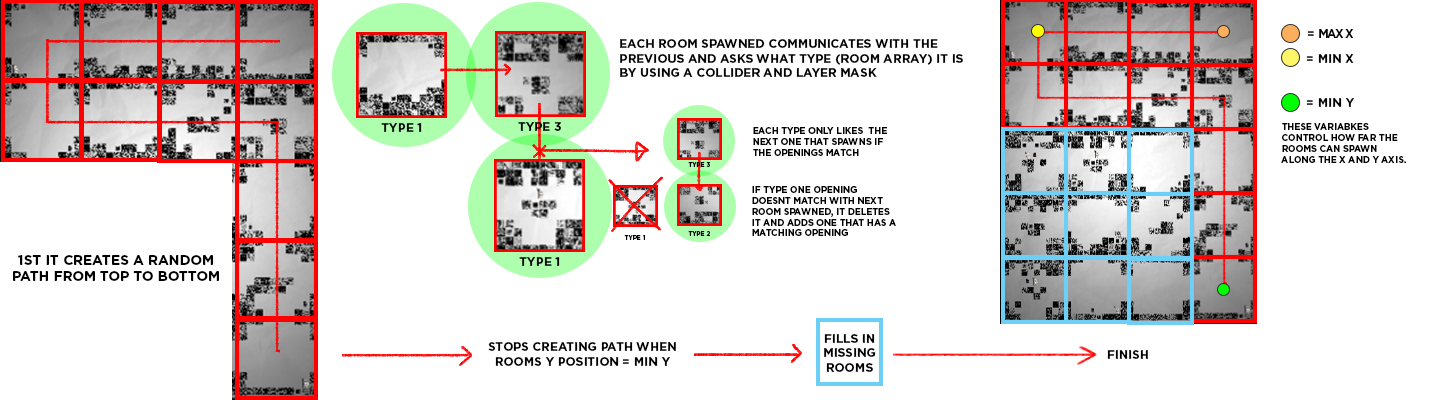 1ST IT CREATES A RANDOM
PATH FROM TOP TO BOTTOM
TYPE 1
TYPE 3
TYPE 1
EACH ROOM SPAWNED COMMUNICATES WITH THE
PREVIOUS AND ASKS WHAT TYPE (ROOM ARRAY) IT IS
BY USING A COLLIDER AND LAYER MASK
TYPE 3
EACH TYPE ONLY LIKES THE
NEXT ONE THAT SPAWNS IF
THE OPENINGS MATCH
TYPE 1
TYPE 2
IF TYPE ONE OPENING
DOESNT MATCH WITH NEXT
ROOM SPAWNED, IT DELETES
IT AND ADDS ONE THAT HAS A
MATCHING OPENING
= MAX X
= MIN X
= MIN Y
THESE VARIABKES
CONTROL HOW FAR THE
ROOMS CAN SPAWN
ALONG THE X AND Y AXIS.
STOPS CREATING PATH WHEN
ROOMS Y POSITION = MIN Y
FILLS IN
MISSING
ROOMS
FINISH